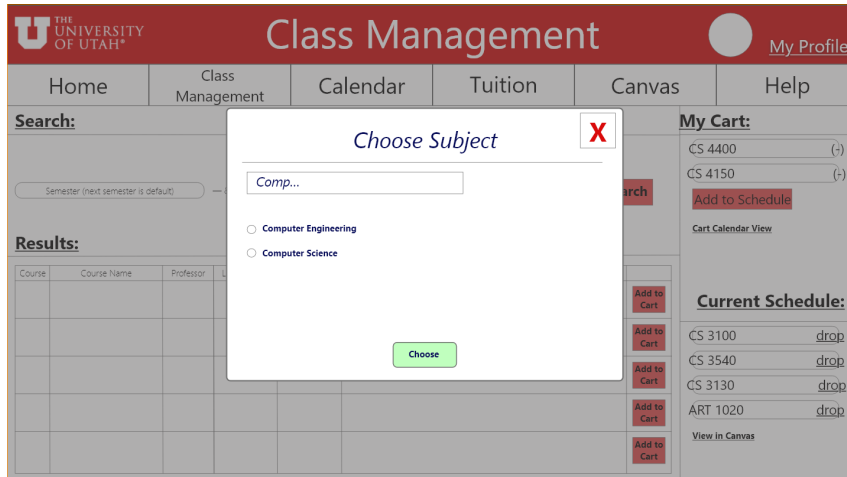 THE
UNIVERSITY
OF UTAH®
Class Management
My Profile
Home
Class
Management
Calendar
Tuition
Canvas
Help
Search:
Semester (next semester is default)
Choose Subject
X
Comp...
Computer Engineering
Computer Science
Choose
My Cart:
CS 4400 (-)
CS 4150 (-)
Add to Schedule
Cart Calendar View
Results:
Course Course Name Professor
Add to
Cart
Add to
Cart
Add to
Cart
Add to
Cart
Add to
Cart
Current Schedule:
CS 3100 drop
CS 3540 drop
CS 3130 drop
ART 1020 drop
View in Canvas